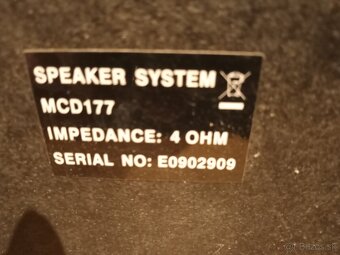 SPEAKER SYSTEM
MCD177
IMPEDANCE: 4 OHM
SERIAL NO: E0902909